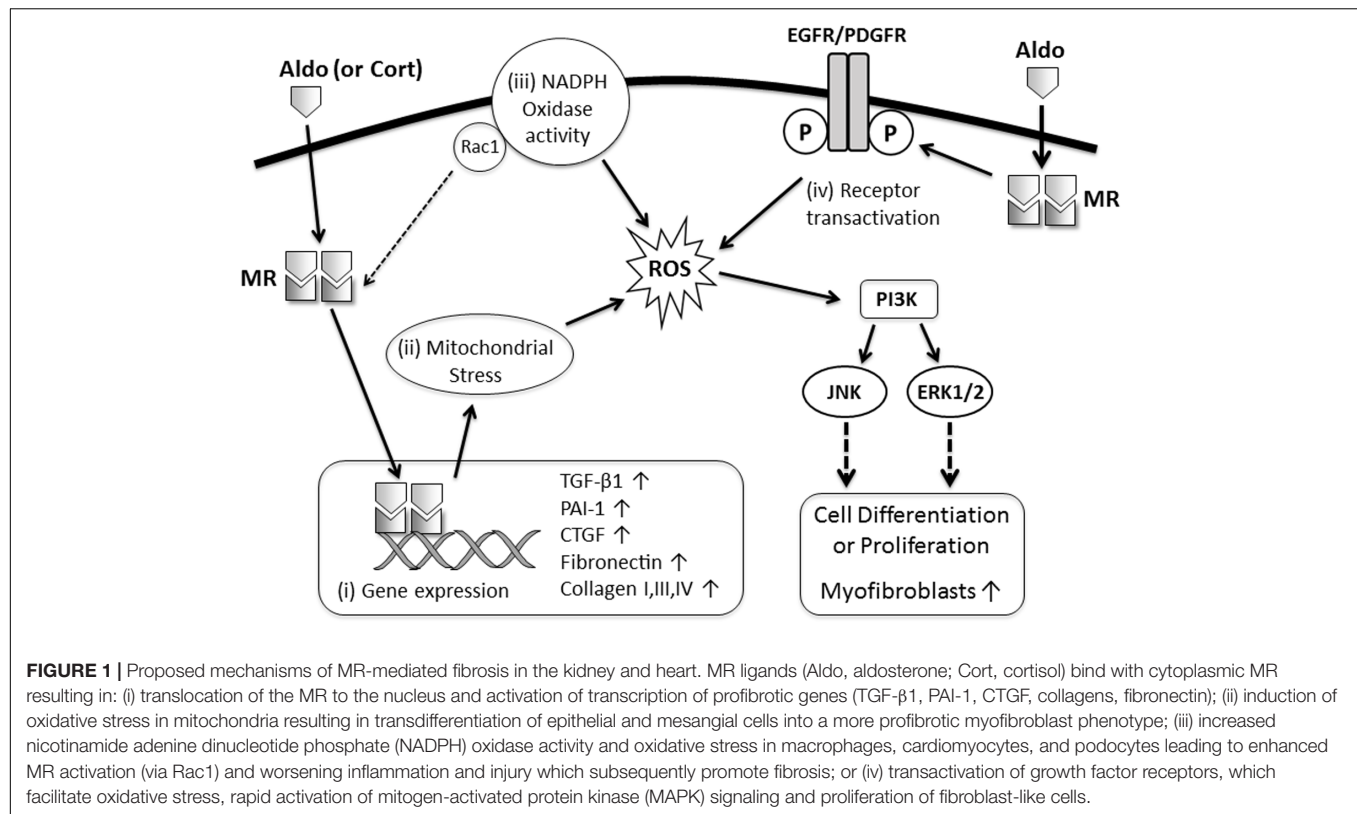 EGFR/PDGFR
Aldo (or Cort)
Aldo
(iii) NADPH
Oxidase
activity
Rac1
P
P
(iv) Receptor
transactivation
MR
MR
ROS
PI3K
(ii) Mitochondrial
Stress
JNK
ERK1/2
TGF-β1 ↑
PAI-1 ↑
CTGF ↑
Fibronectin ↑
Collagen I,III,IV ↑
(i) Gene expression
Cell Differentiation
or Proliferation
Myofibroblasts ↑
FIGURE 1 | Proposed mechanisms of MR-mediated fibrosis in the kidney and heart. MR ligands (Aldo, aldosterone; Cort, cortisol) bind with cytoplasmic MR
resulting in: (i) translocation of the MR to the nucleus and activation of transcription of profibrotic genes (TGF-β1, PAI-1, CTGF, collagens, fibronectin); (ii) induction of
oxidative stress in mitochondria resulting in transdifferentiation of epithelial and mesangial cells into a more profibrotic myofibroblast phenotype; (iii) increased
nicotinamide adenine dinucleotide phosphate (NADPH) oxidase activity and oxidative stress in macrophages, cardiomyocytes, and podocytes leading to enhanced
MR activation (via Rac1) and worsening inflammation and injury which subsequently promote fibrosis; or (iv) transactivation of growth factor receptors, which
facilitate oxidative stress, rapid activation of mitogen-activated protein kinase (MAPK) signaling and proliferation of fibroblast-like cells.